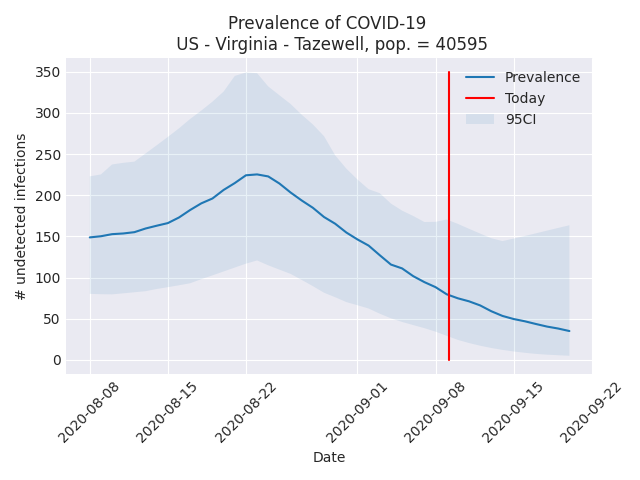 Prevalence of COVID-19
US - Virginia - Tazewell, pop. = 40595
350
300
250
200
150
100
50
0
# undetected infections
Prevalence
Today
95CI
2020-08-08
2020-08-15
2020-08-22
2020-09-01
2020-09-08
2020-09-15
2020-09-22
Date